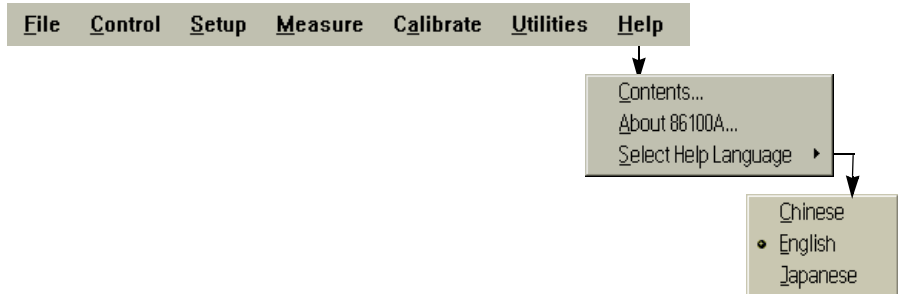 File Control Setup Measure Calibrate Utilities Help
Contents...
About 86100A...
Select Help Language
Chinese
English
Japanese